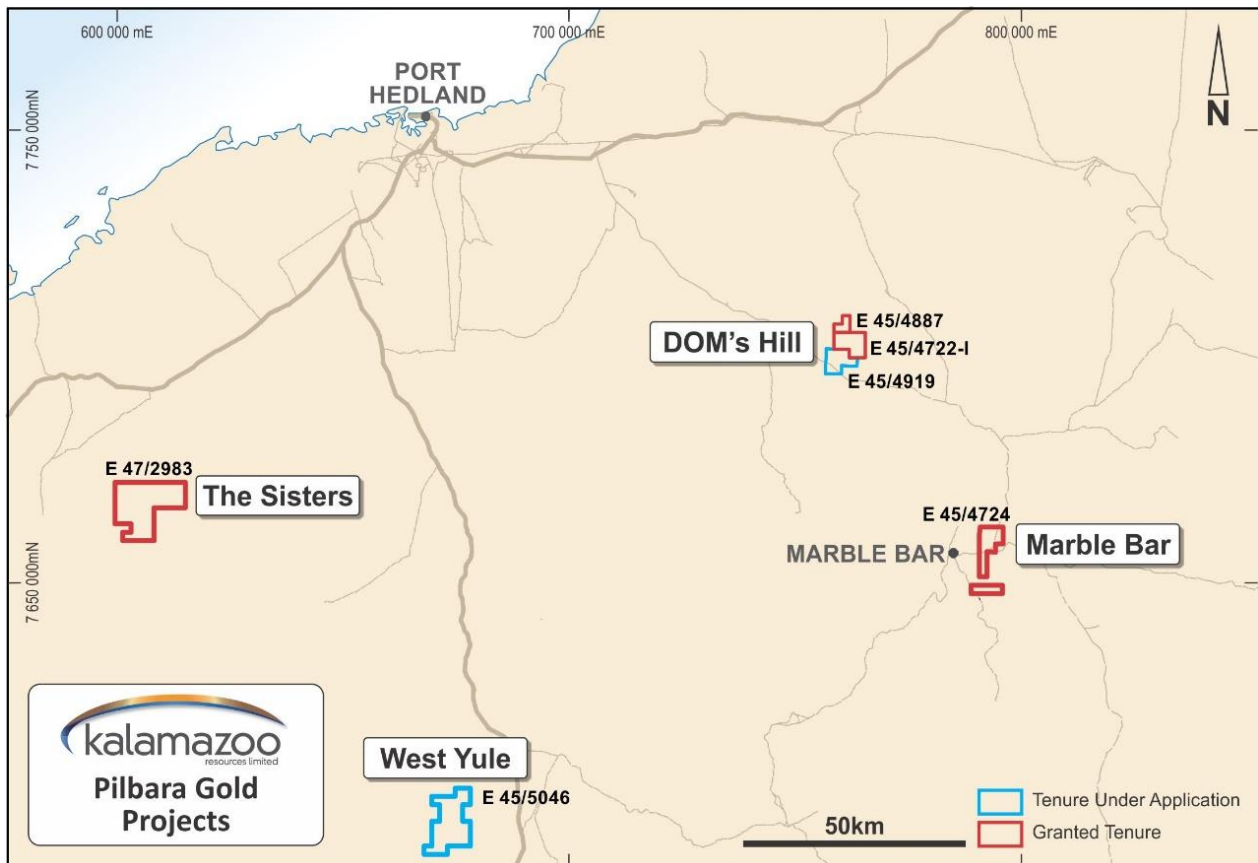 600 000 mE
700 000 mE
800 000 mE
PORT
HEDLAND
N
7 750 000mN
E 45/4887
DOM's Hill
E 45/4722-I
E 45/4919
E 47/2983
The Sisters
E 45/4724
MARBLE BAR
Marble Bar
7 650 000mN
kalamazoo
resources limited
Pilbara Gold
Projects
West Yule
E 45/5046
Tenure Under Application
Granted Tenure
50km